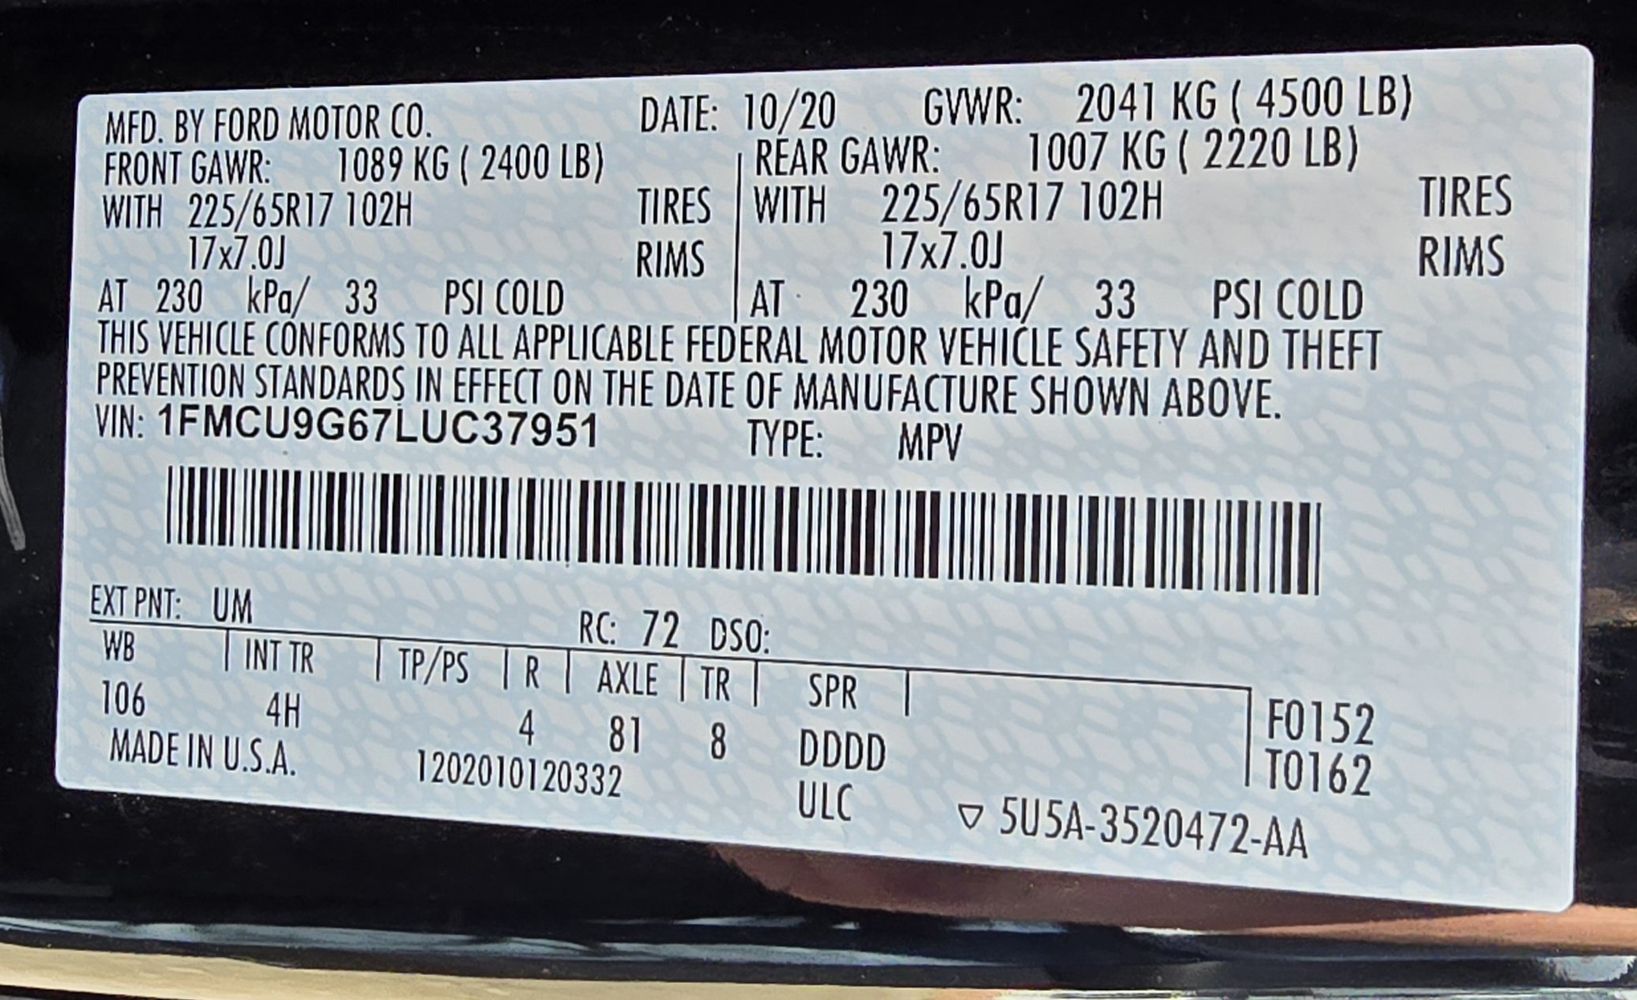 MFD. BY FORD MOTOR CO. DATE: 10/20 GVWR: 2041 KG ( 4500 LB)
FRONT GAWR: 1089 KG ( 2400 LB) REAR GAWR: 1007 KG ( 2220 LB)
WITH 225/65R17 102H TIRES WITH 225/65R17 102H TIRES
17x7.0J RIMS 17x7.0J RIMS
AT 230 kPa/ 33 PSI COLD AT 230 kPa/ 33 PSI COLD
THIS VEHICLE CONFORMS TO ALL APPLICABLE FEDERAL MOTOR VEHICLE SAFETY AND THEFT
PREVENTION STANDARDS IN EFFECT ON THE DATE OF MANUFACTURE SHOWN ABOVE.
VIN: 1FMCU9G67LUC37951 TYPE: MPV
EXT PNT: UM RC: 72 DSO:
WB INT TR TP/PS R AXLE TR SPR
106 4H 4 81 8 DDDD F0152
MADE IN U.S.A. 1202010120332 ULC T0162
▽ 5U5A-3520472-AA